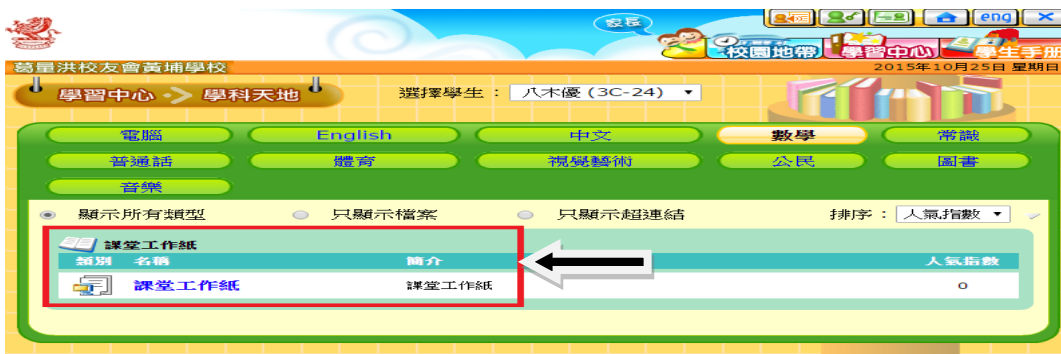 家長
eng
校園地帶 學習中心 學生手冊
葛量洪校友會黃埔學校 2015年10月25日 星期日
學習中心 > 學科天地 選擇學生： 八木優 (3C-24)
電腦 English 中文 數學 常識
普通話 體育 視覺藝術 公民 圖書
音樂
顯示所有類型 只顯示檔案 只顯示超連結 排序： 人氣指數
課堂工作紙
類別 名稱 簡介 人氣指數
課堂工作紙 課堂工作紙 0